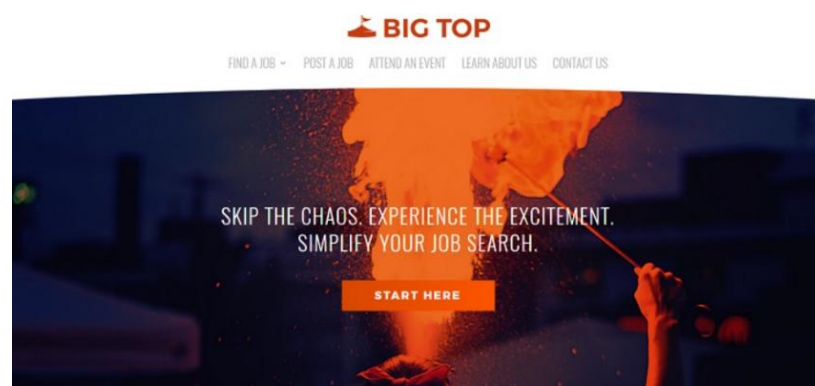 BIG TOP
FIND A JOB POST A JOB ATTEND AN EVENT LEARN ABOUT US CONTACT US
SKIP THE CHAOS. EXPERIENCE THE EXCITEMENT.
SIMPLIFY YOUR JOB SEARCH.
START HERE